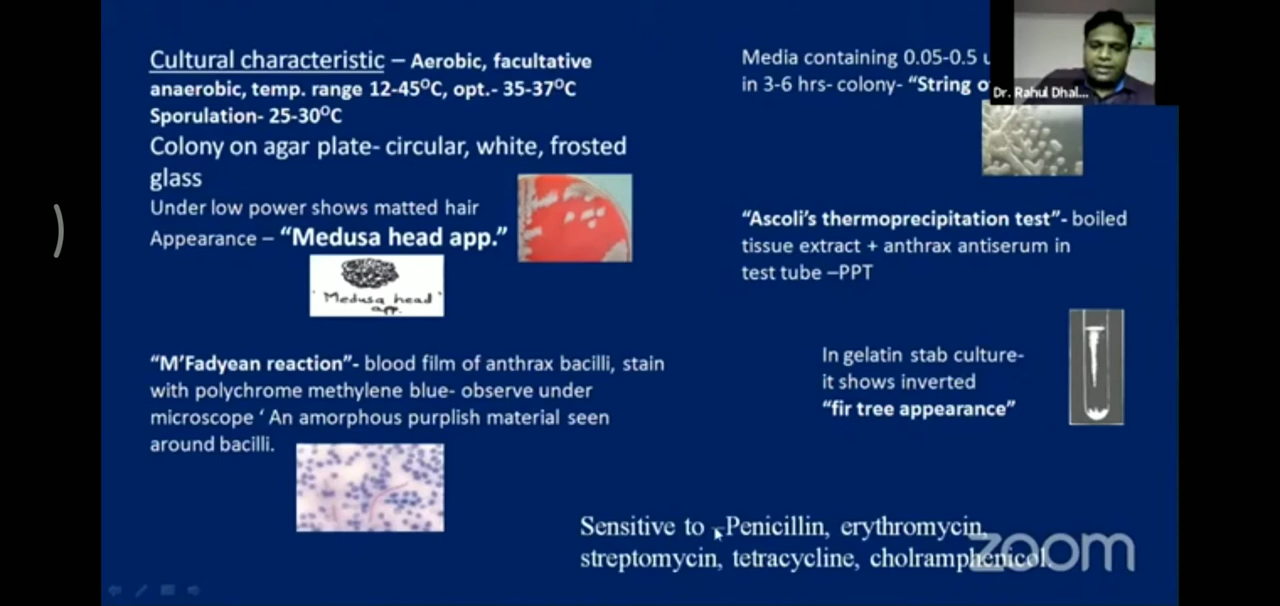 Cultural characteristic – Aerobic, facultative
anaerobic, temp. range 12-45⁰C, opt.- 35-37⁰C
Sporulation- 25-30⁰C
Colony on agar plate- circular, white, frosted
glass
Under low power shows matted hair
Appearance – “Medusa head app.”
Medusa head
app.
“M’Fadyean reaction”- blood film of anthrax bacilli, stain
with polychrome methylene blue- observe under
microscope ‘ An amorphous purplish material seen
around bacilli.
Media containing 0.05-0.5
in 3-6 hrs- colony- “String
Dr. Rahul Dhal...
“Ascoli’s thermoprecipitation test”- boiled
tissue extract + anthrax antiserum in
test tube –PPT
In gelatin stab culture-
it shows inverted
“fir tree appearance”
Sensitive to –Penicillin, erythromycin,
streptomycin, tetracycline, cholramphenicol
zoom